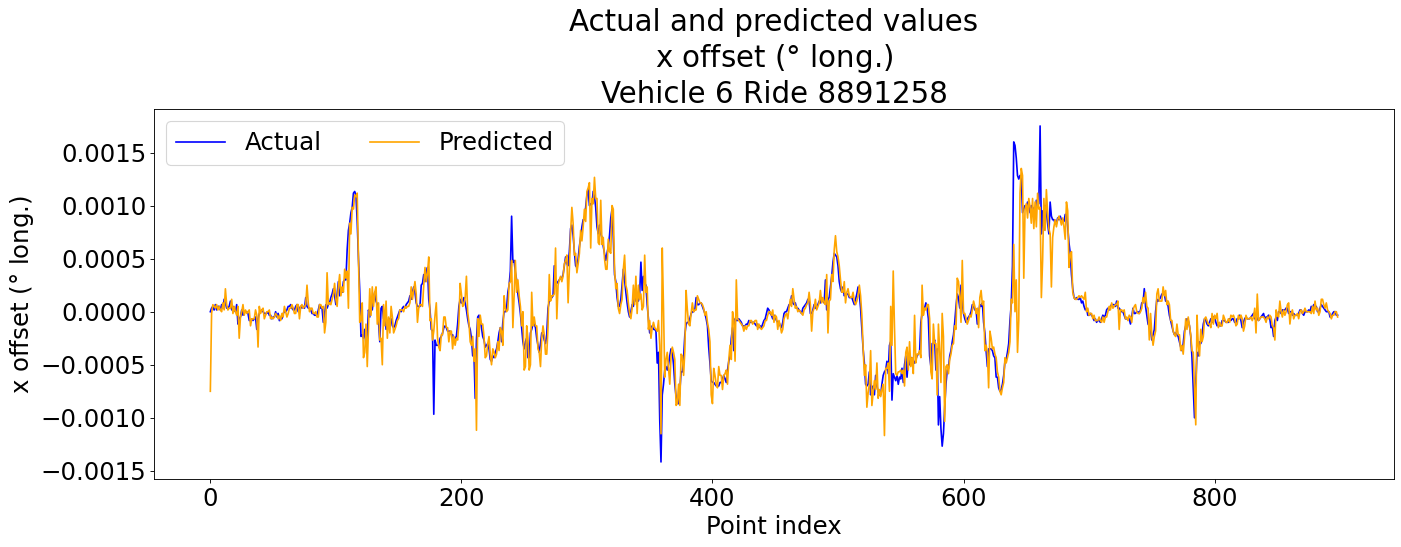 Actual and predicted values
x offset (° long.)
Vehicle 6 Ride 8891258
Actual
Predicted
x offset (° long.)
0.0015
0.0010
0.0005
0.0000
−0.0005
−0.0010
−0.0015
0 200 400 600 800
Point index